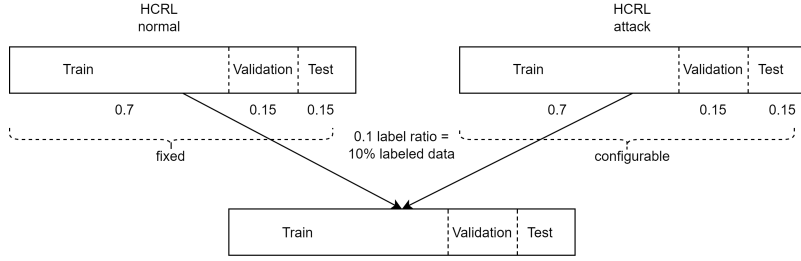 HCRL
normal
HCRL
attack
Train
Validation
Test
Train
Validation
Test
0.7
0.15
0.15
0.7
0.15
0.15
fixed
0.1 label ratio =
10% labeled data
configurable
Train
Validation
Test